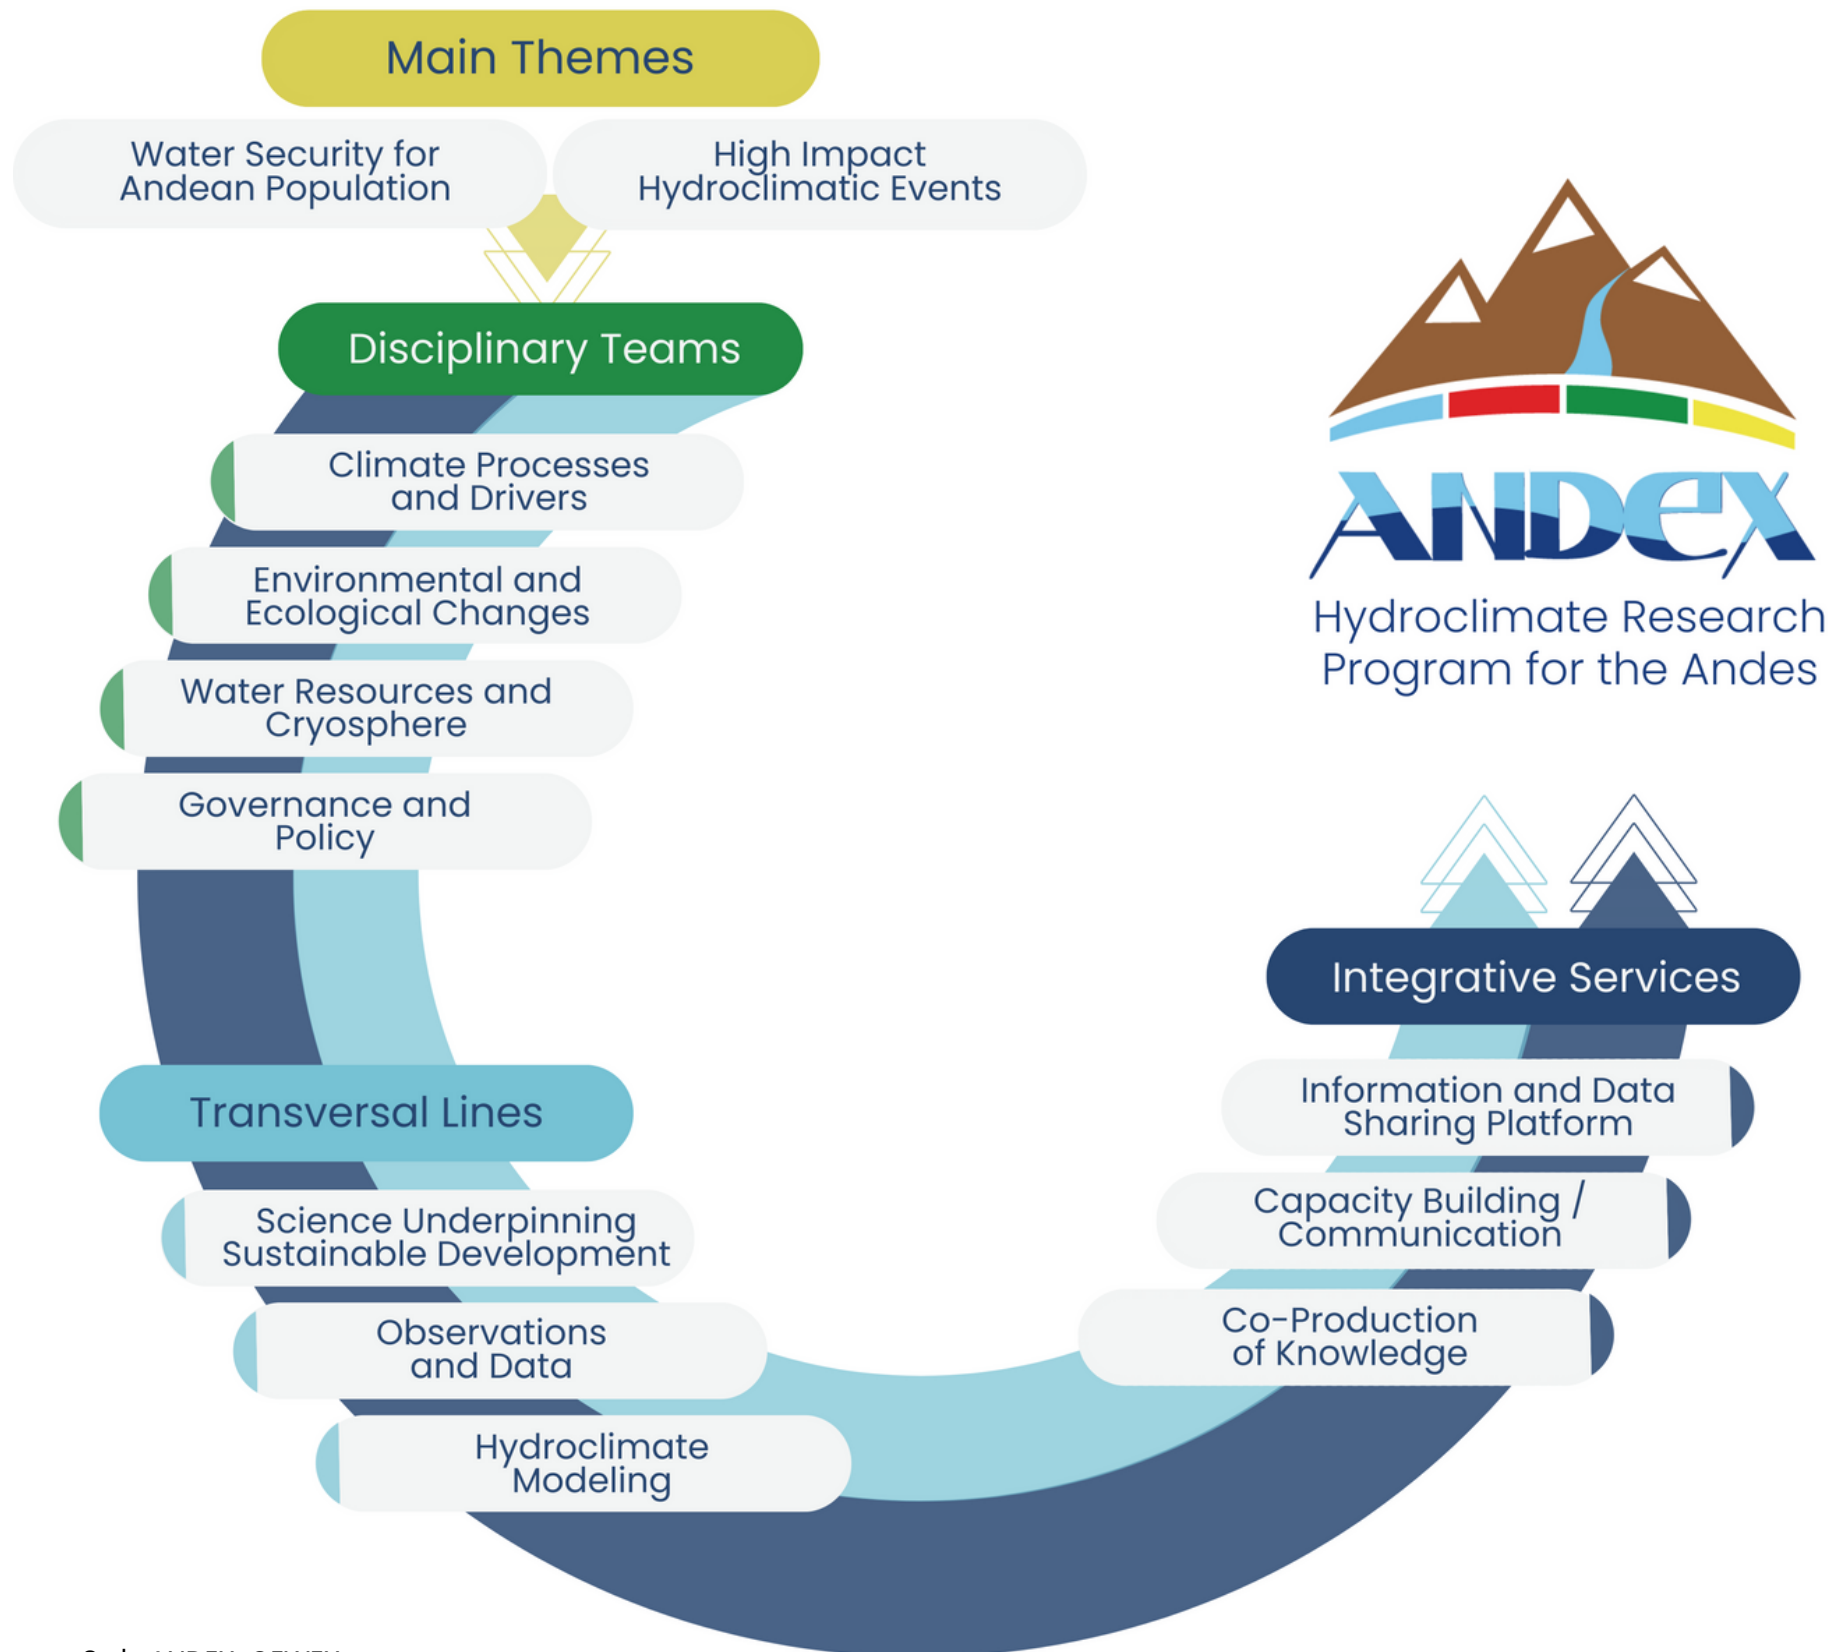 Main Themes
Water Security for
Andean Population
High Impact
Hydroclimatic Events
Disciplinary Teams
Climate Processes
and Drivers
Environmental and
Ecological Changes
Water Resources and
Cryosphere
Governance and
Policy
Transversal Lines
Science Underpinning
Sustainable Development
Observations
and Data
Hydroclimate
Modeling
ANDEX
Hydroclimate Research
Program for the Andes
Integrative Services
Information and Data
Sharing Platform
Capacity Building /
Communication
Co-Production
of Knowledge